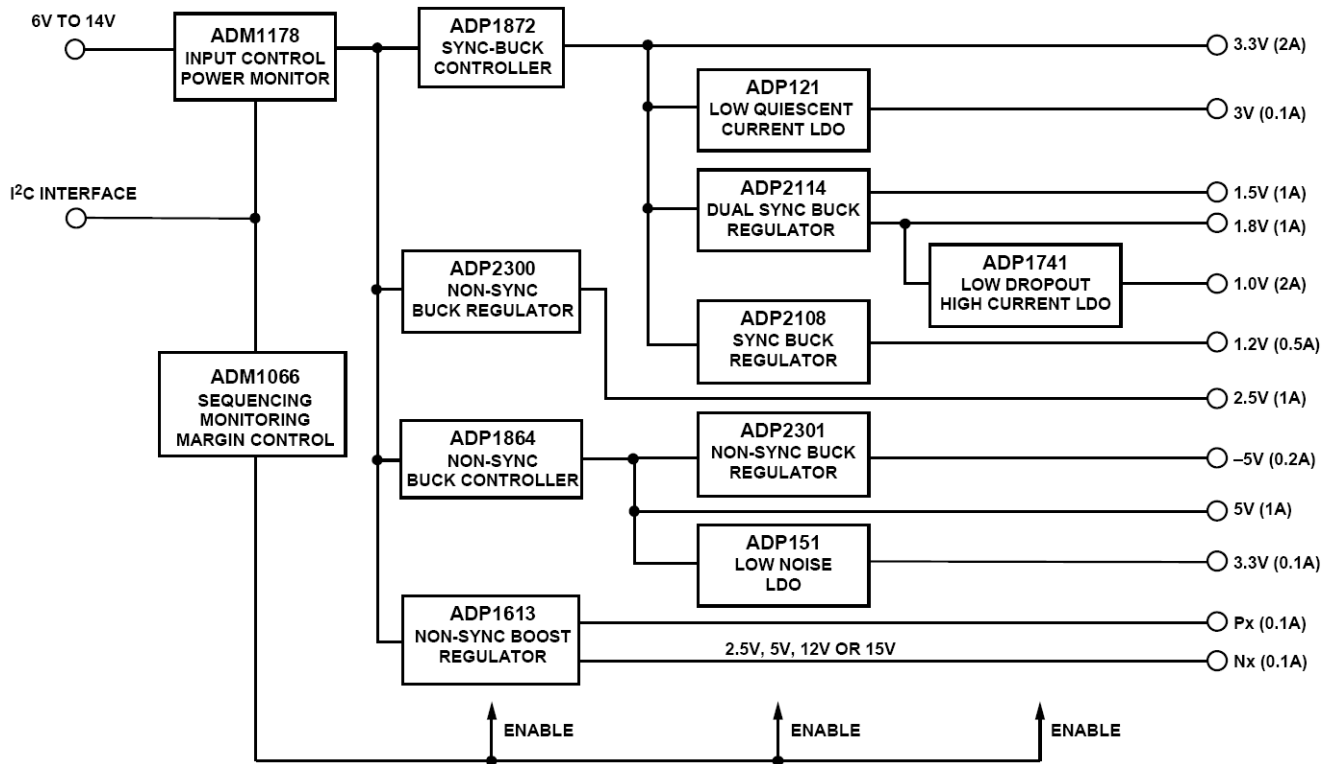 6V TO 14V
ADM1178
INPUT CONTROL
POWER MONITOR
ADP1872
SYNC-BUCK
CONTROLLER
3.3V (2A)
ADP121
LOW QUIESCENT
CURRENT LDO
3V (0.1A)
I²C INTERFACE
ADP2114
DUAL SYNC BUCK
REGULATOR
1.5V (1A)
1.8V (1A)
ADP1741
LOW DROPOUT
HIGH CURRENT LDO
1.0V (2A)
ADP2300
NON-SYNC
BUCK REGULATOR
ADP2108
SYNC BUCK
REGULATOR
1.2V (0.5A)
2.5V (1A)
ADM1066
SEQUENCING
MONITORING
MARGIN CONTROL
ADP1864
NON-SYNC
BUCK CONTROLLER
ADP2301
NON-SYNC BUCK
REGULATOR
–5V (0.2A)
5V (1A)
ADP151
LOW NOISE
LDO
3.3V (0.1A)
ADP1613
NON-SYNC BOOST
REGULATOR
Px (0.1A)
2.5V, 5V, 12V OR 15V
Nx (0.1A)
ENABLE
ENABLE
ENABLE